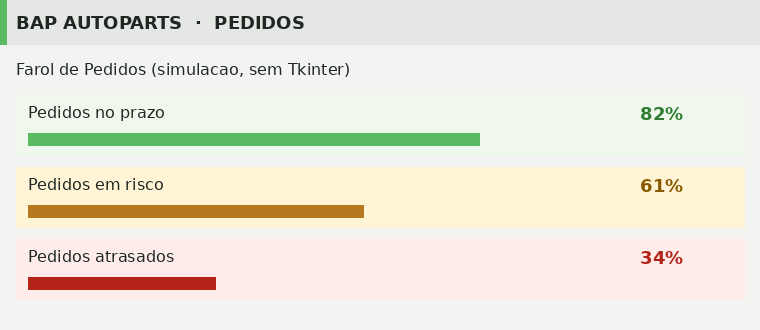 BAP AUTOPARTS · PEDIDOS
Farol de Pedidos (simulacao, sem Tkinter)
Pedidos no prazo 82%
Pedidos em risco 61%
Pedidos atrasados 34%